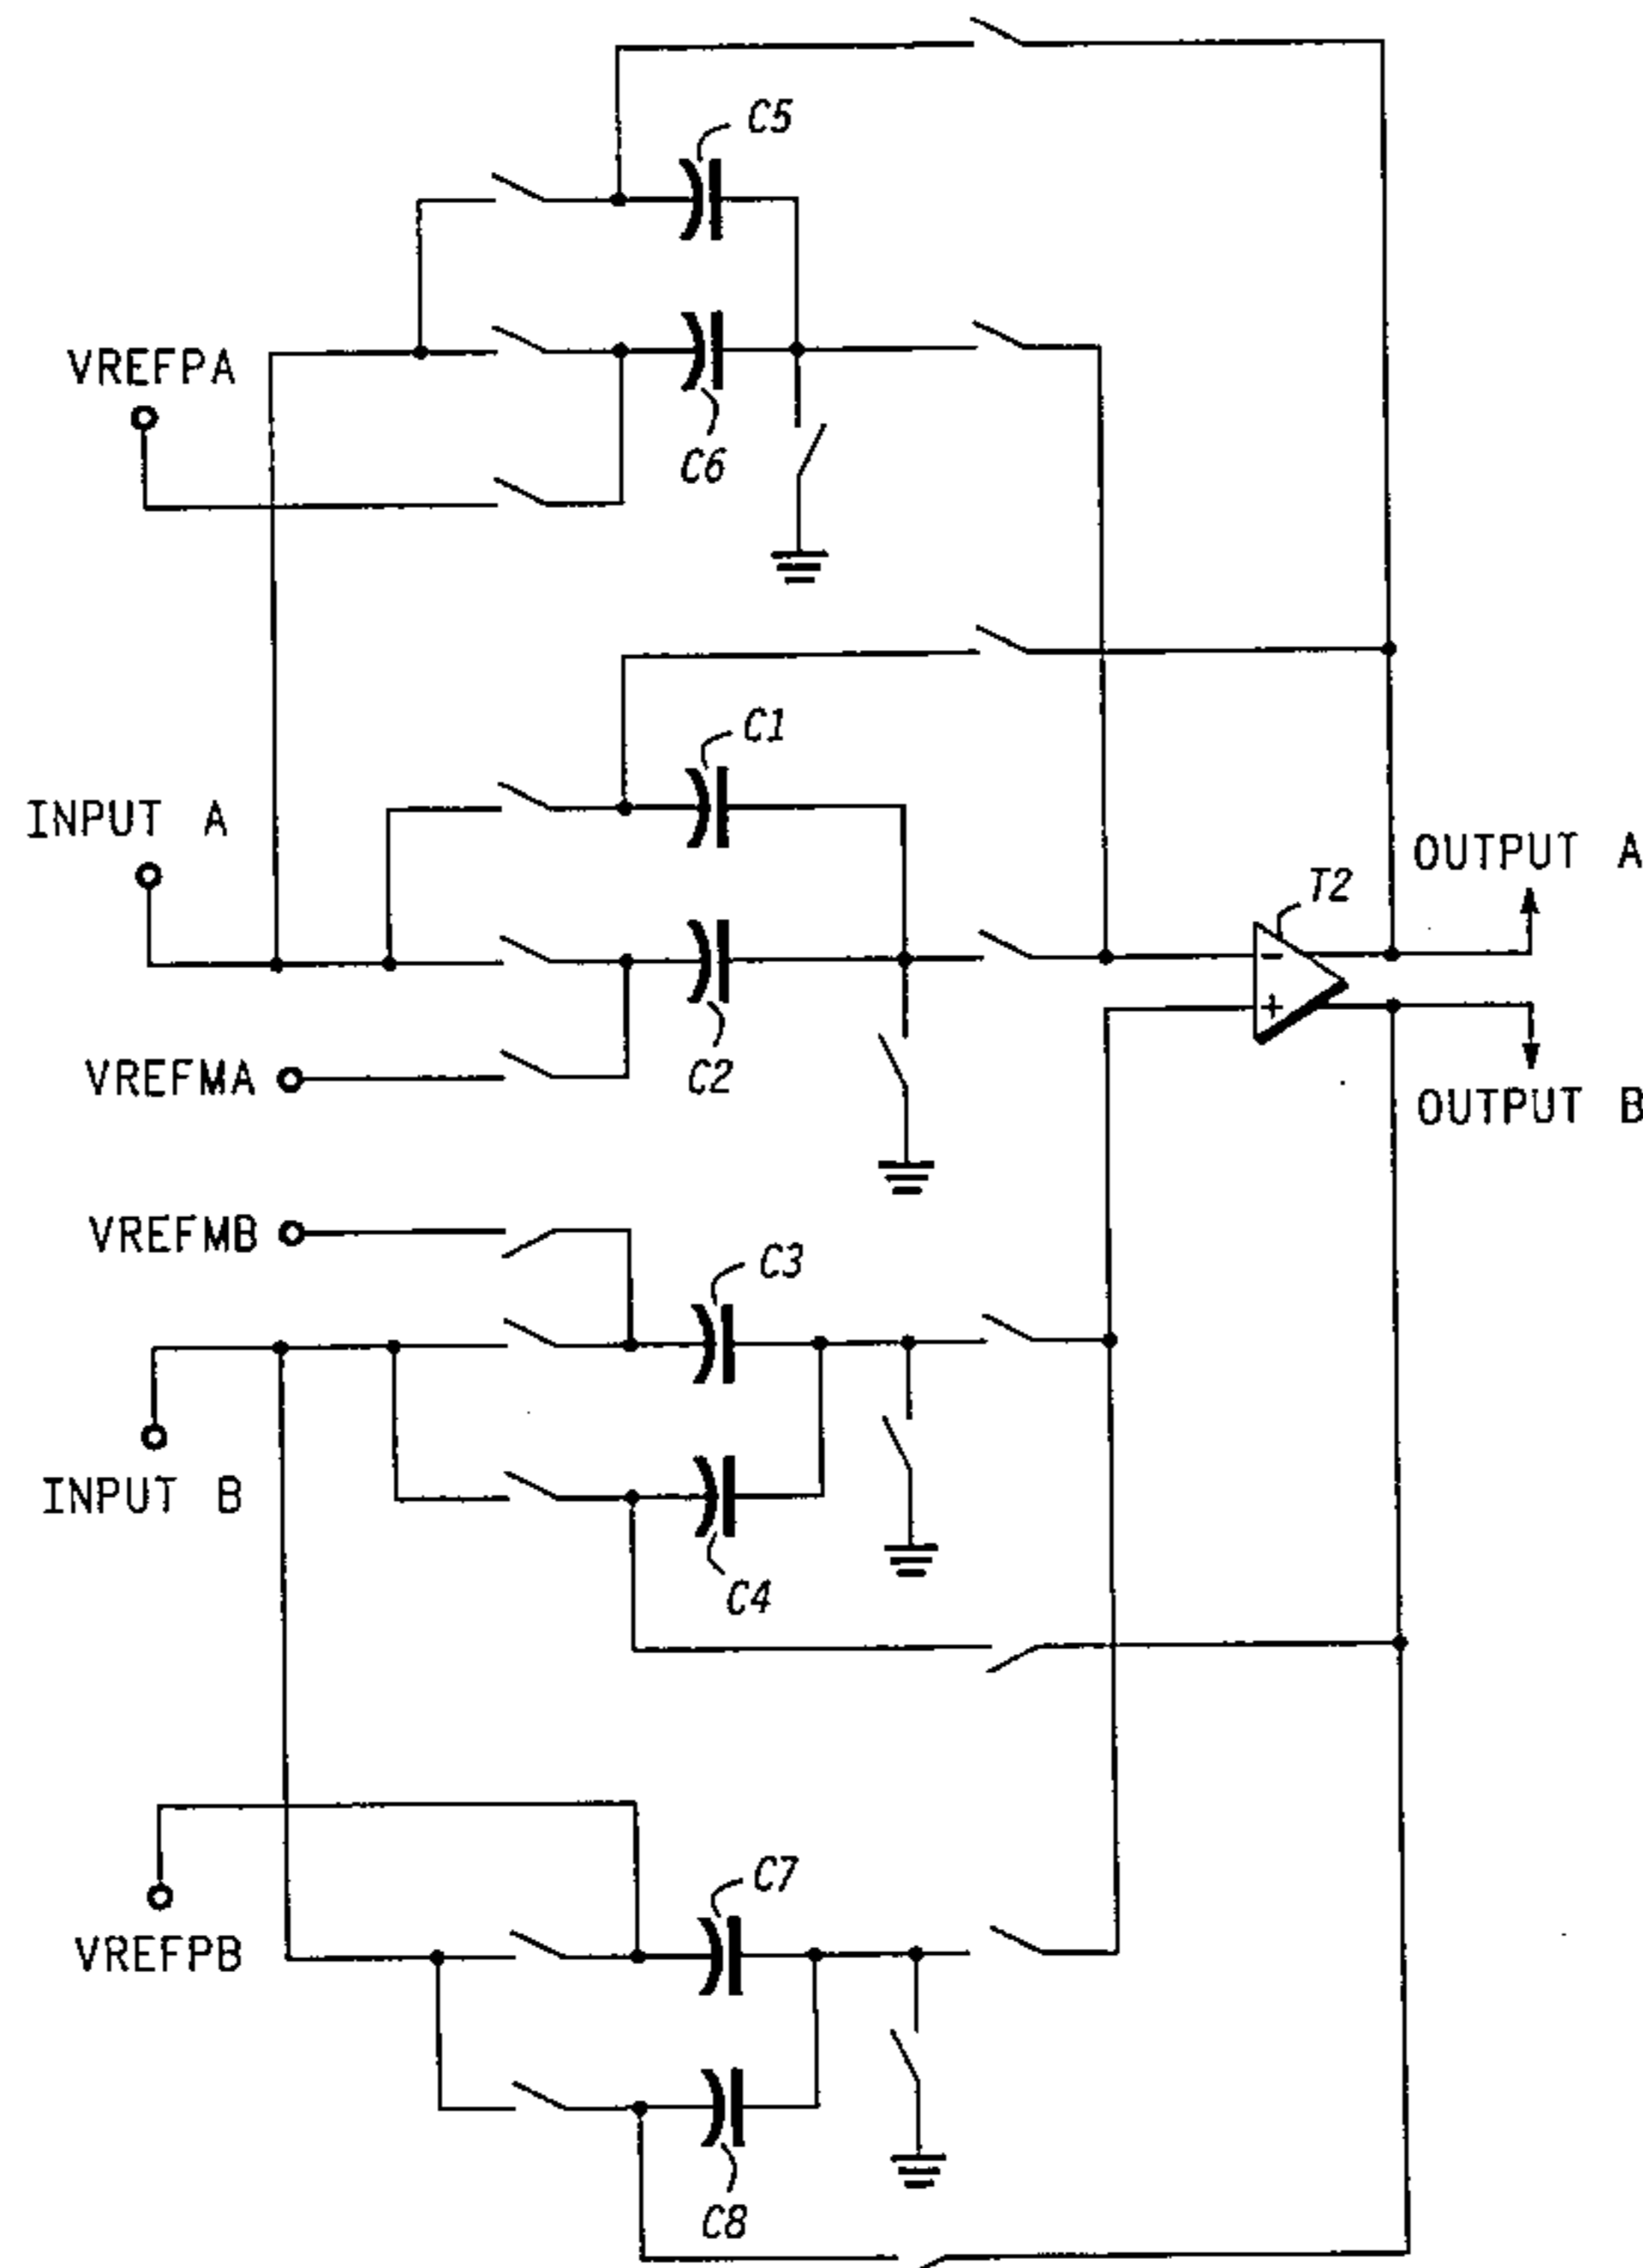 C5
VREFPA
C6
C1
INPUT A
OUTPUT A
T2
-
+
C2
VREFMA
OUTPUT B
VREFMB
C3
INPUT B
C4
C7
VREFPB
C8